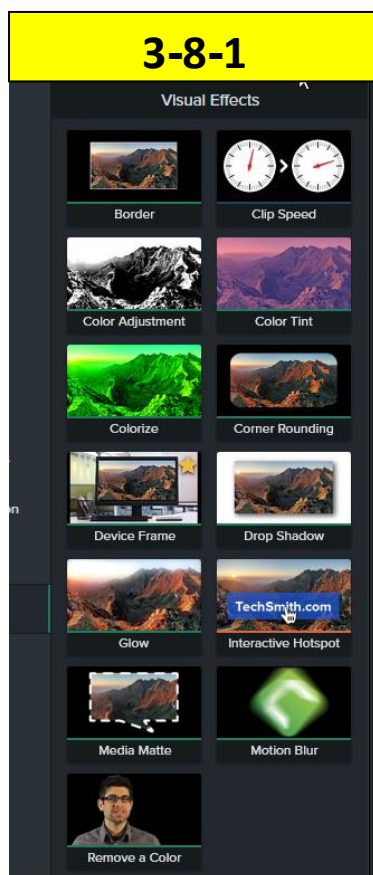 3-8-1
Visual Effects
Border
Clip Speed
Color Adjustment
Color Tint
Colorize
Corner Rounding
on
Device Frame
Drop Shadow
TechSmith.com
Glow
Interactive Hotspot
Media Matte
Motion Blur
Remove a Color